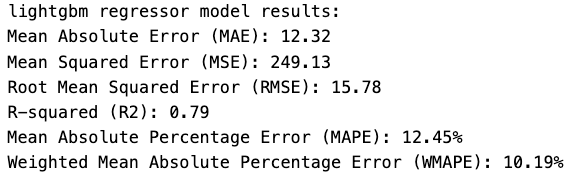 lightgbm regressor model results:
Mean Absolute Error (MAE): 12.32
Mean Squared Error (MSE): 249.13
Root Mean Squared Error (RMSE): 15.78
R-squared (R2): 0.79
Mean Absolute Percentage Error (MAPE): 12.45%
Weighted Mean Absolute Percentage Error (WMAPE): 10.19%